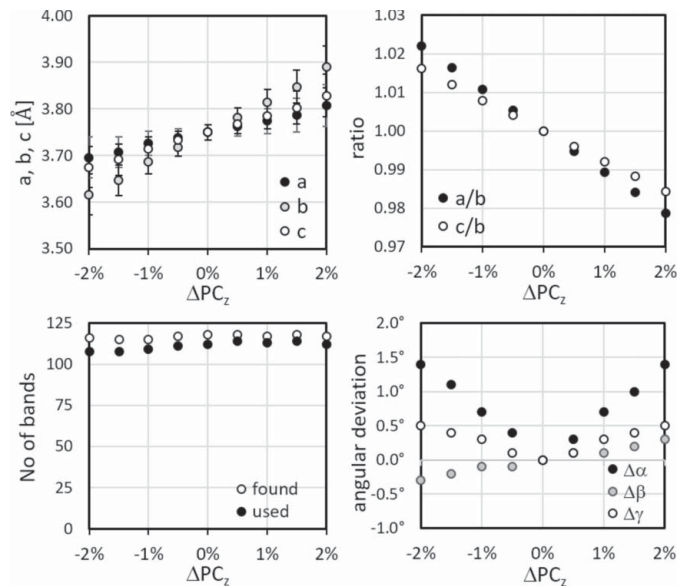 4.00
3.90
3.80
3.70
3.60
3.50
a, b, c [Å]
a
b
c
-2% -1% 0% 1% 2%
ΔPCz
1.03
1.02
1.01
1.00
0.99
0.98
0.97
ratio
a/b
c/b
-2% -1% 0% 1% 2%
ΔPCz
125
100
75
50
25
0
No of bands
found
used
-2% -1% 0% 1% 2%
ΔPCz
2.0°
1.5°
1.0°
0.5°
0.0°
-0.5°
-1.0°
angular deviation
Δα
Δβ
Δγ
-2% -1% 0% 1% 2%
ΔPCz